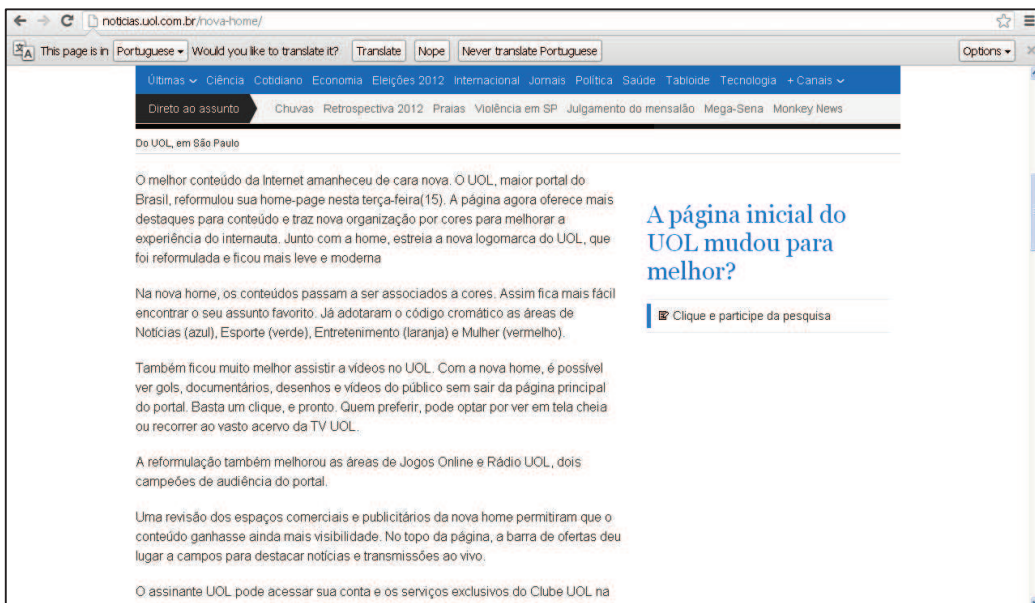 noticias.uol.com.br/nova-home/
This page is in Portuguese Would you like to translate it? Translate Nope Never translate Portuguese Options
Últimas Ciência Cotidiano Economia Eleições 2012 Internacional Jornais Política Saúde Tabloide Tecnologia + Canais
Direto ao assunto Chuvas Retrospectiva 2012 Praias Violência em SP Julgamento do mensalão Mega-Sena Monkey News
Do UOL, em São Paulo
O melhor conteúdo da Internet amanheceu de cara nova. O UOL, maior portal do
Brasil, reformulou sua home-page nesta terça-feira(15). A página agora oferece mais
destaques para conteúdo e traz nova organização por cores para melhorar a
experiência do internauta. Junto com a home, estreia a nova logomarca do UOL, que
foi reformulada e ficou mais leve e moderna
Na nova home, os conteúdos passam a ser associados a cores. Assim fica mais fácil
encontrar o seu assunto favorito. Já adotaram o código cromático as áreas de
Notícias (azul), Esporte (verde), Entretenimento (laranja) e Mulher (vermelho).
Também ficou muito melhor assistir a vídeos no UOL. Com a nova home, é possível
ver gols, documentários, desenhos e vídeos do público sem sair da página principal
do portal. Basta um clique, e pronto. Quem preferir, pode optar por ver em tela cheia
ou recorrer ao vasto acervo da TV UOL.
A reformulação também melhorou as áreas de Jogos Online e Rádio UOL, dois
campeões de audiência do portal.
Uma revisão dos espaços comerciais e publicitários da nova home permitiram que o
conteúdo ganhasse ainda mais visibilidade. No topo da página, a barra de ofertas deu
lugar a campos para destacar notícias e transmissões ao vivo.
O assinante UOL pode acessar sua conta e os serviços exclusivos do Clube UOL na
A página inicial do
UOL mudou para
melhor?
Clique e participe da pesquisa